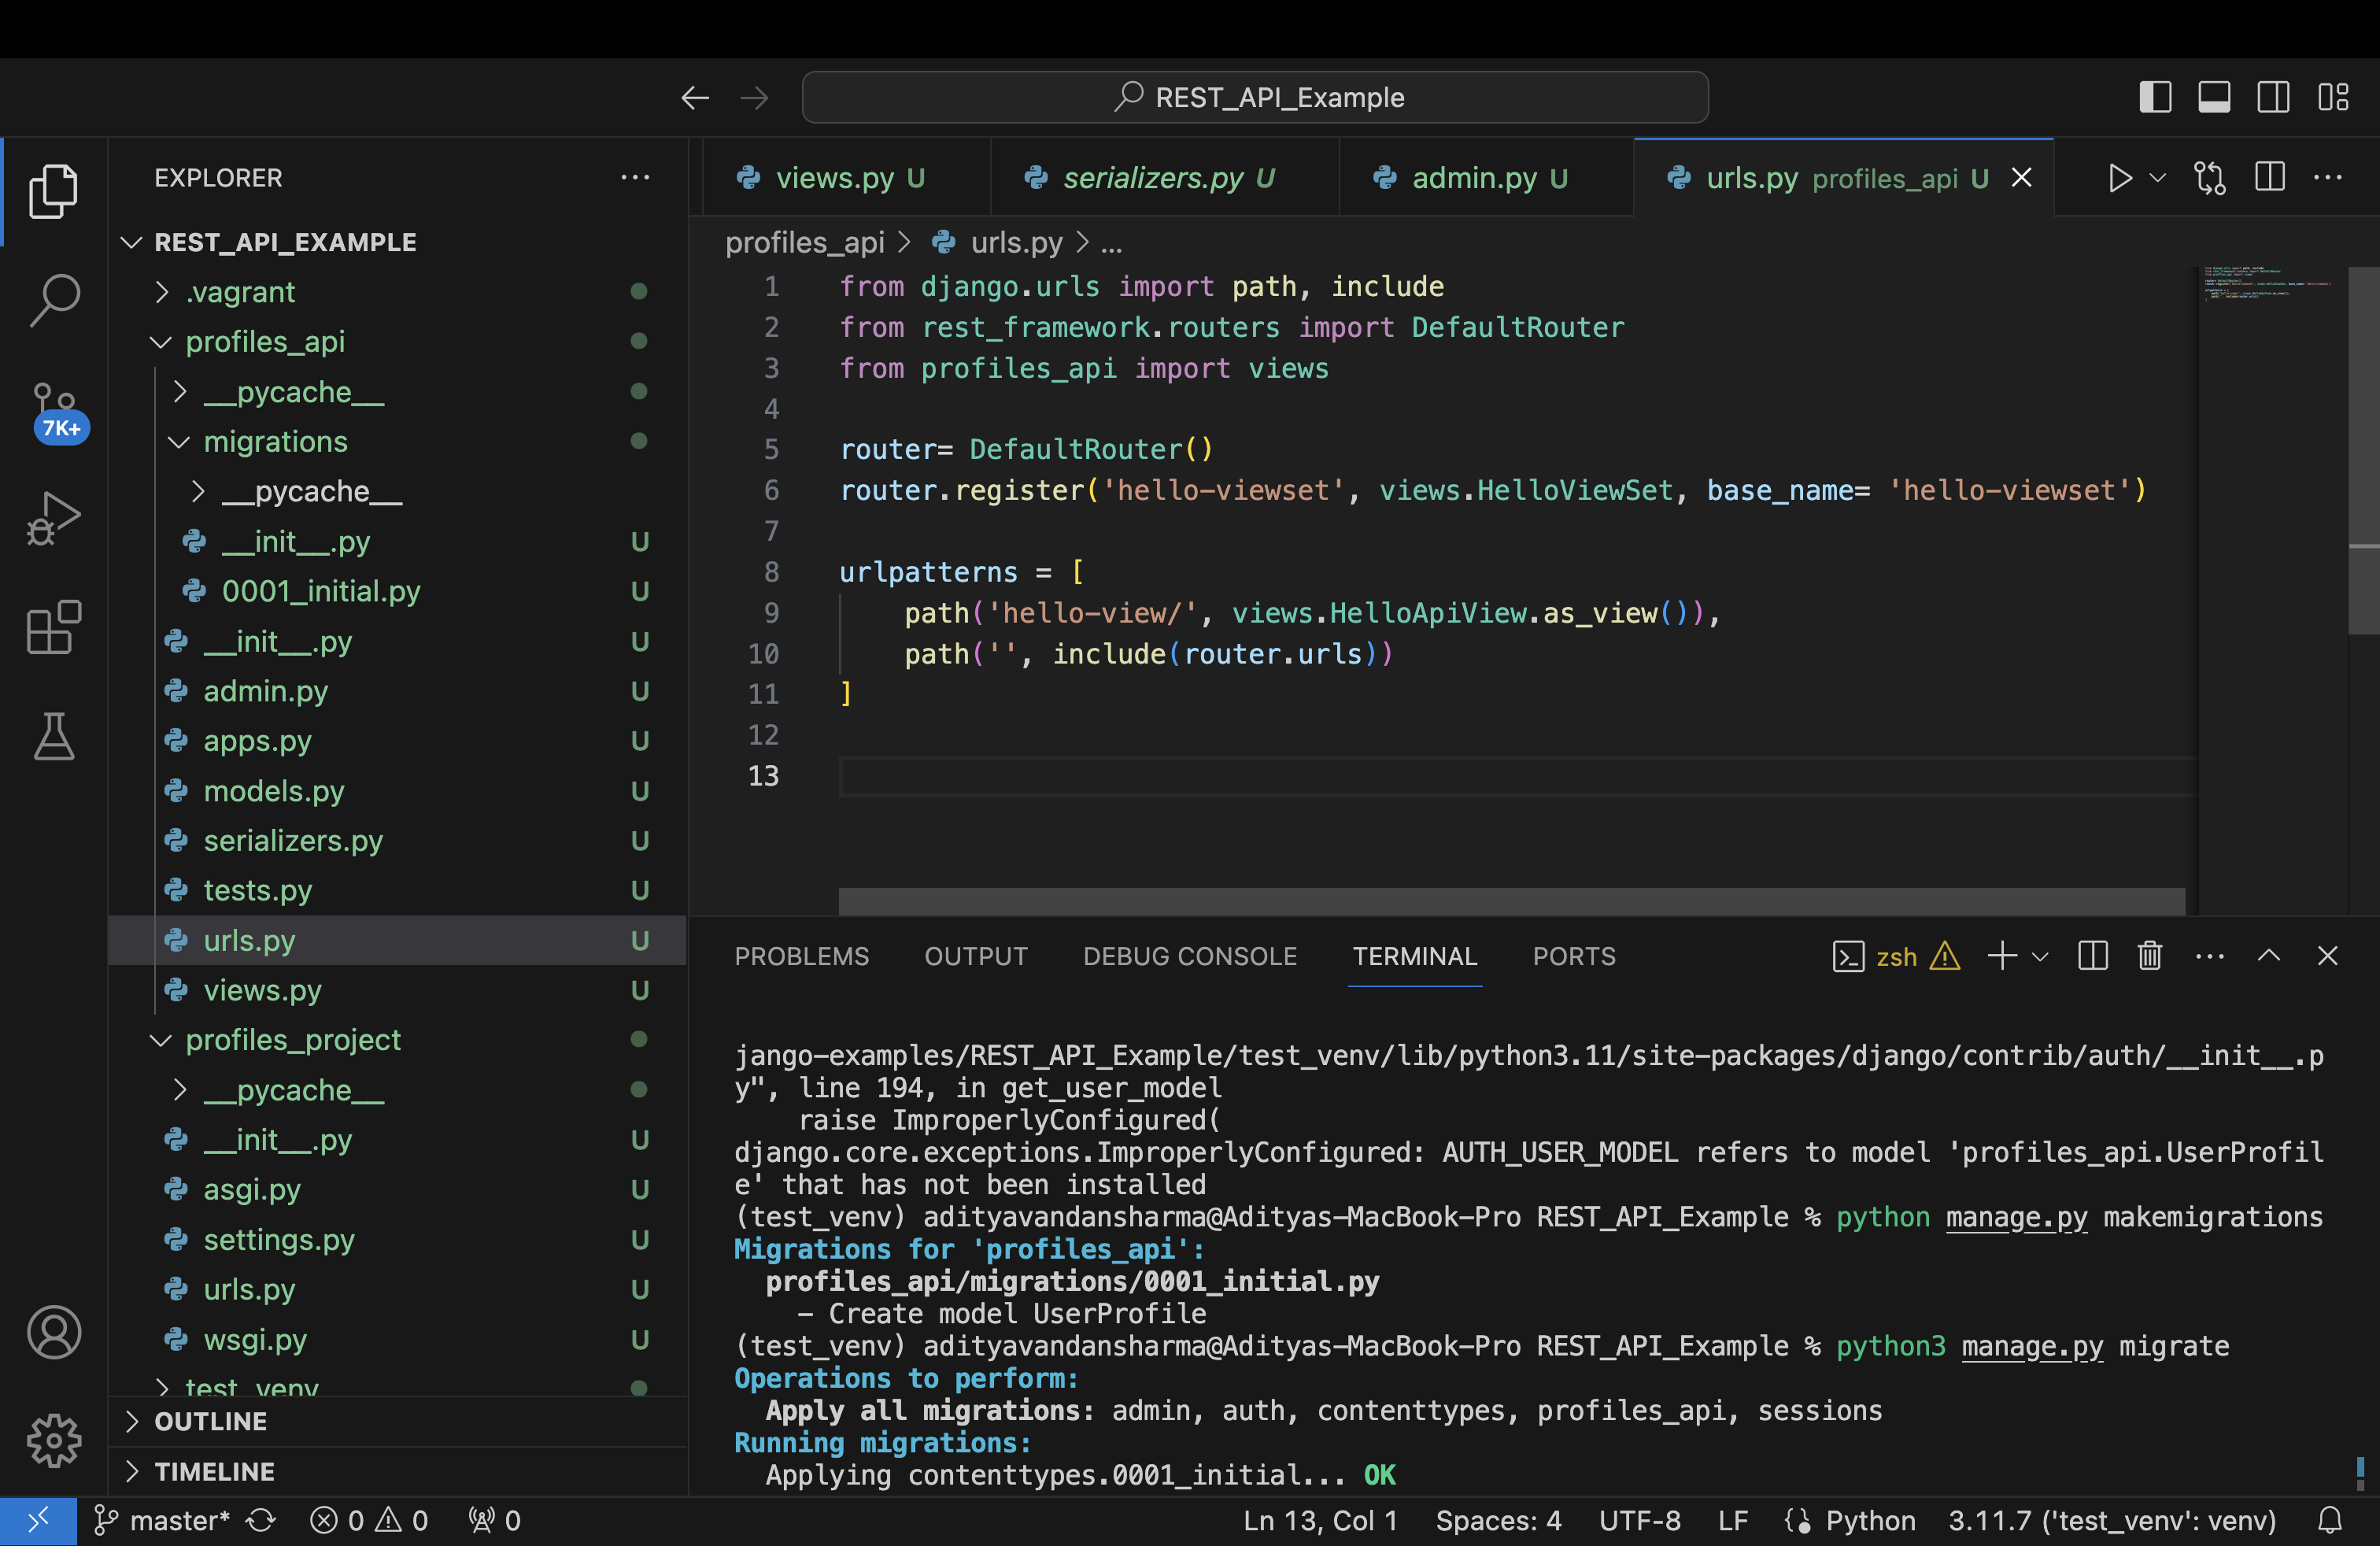 REST_API_Example
EXPLORER
REST_API_EXAMPLE
.vagrant
profiles_api
__pycache__
migrations
__pycache__
__init__.py U
0001_initial.py U
__init__.py U
admin.py U
apps.py U
models.py U
serializers.py U
tests.py U
urls.py U
views.py U
profiles_project
__pycache__
__init__.py U
asgi.py U
settings.py U
urls.py U
wsgi.py U
test_venv
OUTLINE
TIMELINE
7K+
views.py U serializers.py U admin.py U urls.py profiles_api U
profiles_api > urls.py > ...
1 from django.urls import path, include
2 from rest_framework.routers import DefaultRouter
3 from profiles_api import views
4
5 router= DefaultRouter()
6 router.register('hello-viewset', views.HelloViewSet, base_name= 'hello-viewset')
7
8 urlpatterns = [
9     path('hello-view/', views.HelloApiView.as_view()),
10     path('', include(router.urls))
11 ]
12
13
PROBLEMS OUTPUT DEBUG CONSOLE TERMINAL PORTS zsh
jango-examples/REST_API_Example/test_venv/lib/python3.11/site-packages/django/contrib/auth/__init__.p
y", line 194, in get_user_model
    raise ImproperlyConfigured(
django.core.exceptions.ImproperlyConfigured: AUTH_USER_MODEL refers to model 'profiles_api.UserProfil
e' that has not been installed
(test_venv) adityavandansharma@Adityas-MacBook-Pro REST_API_Example % python manage.py makemigrations
Migrations for 'profiles_api':
  profiles_api/migrations/0001_initial.py
    - Create model UserProfile
(test_venv) adityavandansharma@Adityas-MacBook-Pro REST_API_Example % python3 manage.py migrate
Operations to perform:
  Apply all migrations: admin, auth, contenttypes, profiles_api, sessions
Running migrations:
  Applying contenttypes.0001_initial... OK
master* 0 0 0 Ln 13, Col 1 Spaces: 4 UTF-8 LF Python 3.11.7 ('test_venv': venv)